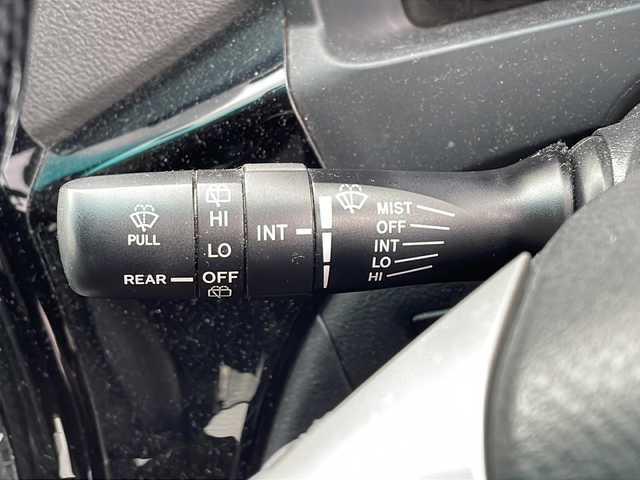 PULL
REAR
HI
LO
OFF
INT
MIST
OFF
INT
LO
HI